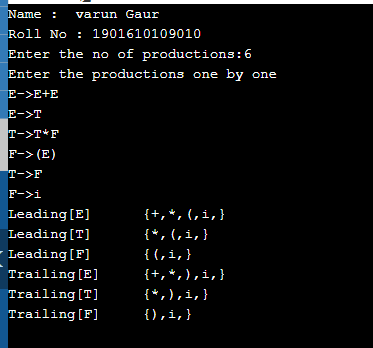 Name :  varun Gaur
Roll No : 1901610109010
Enter the no of productions:6
Enter the productions one by one
E->E+E
E->T
T->T*F
F->(E)
T->F
F->i
Leading[E]      {+,*,(,i,}
Leading[T]      {*,(,i,}
Leading[F]      {(,i,}
Trailing[E]     {+,*,),i,}
Trailing[T]     {*,),i,}
Trailing[F]     {),i,}